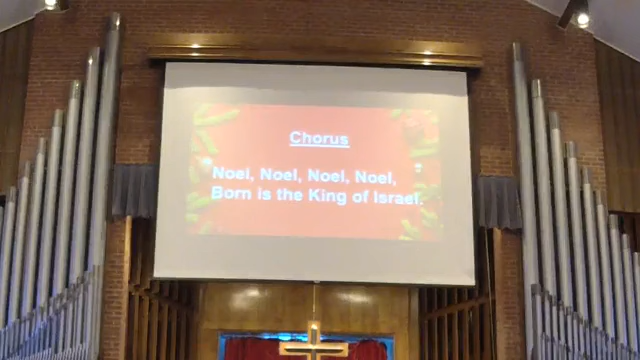 Chorus
Noel, Noel, Noel, Noel,
Born is the King of Israel.